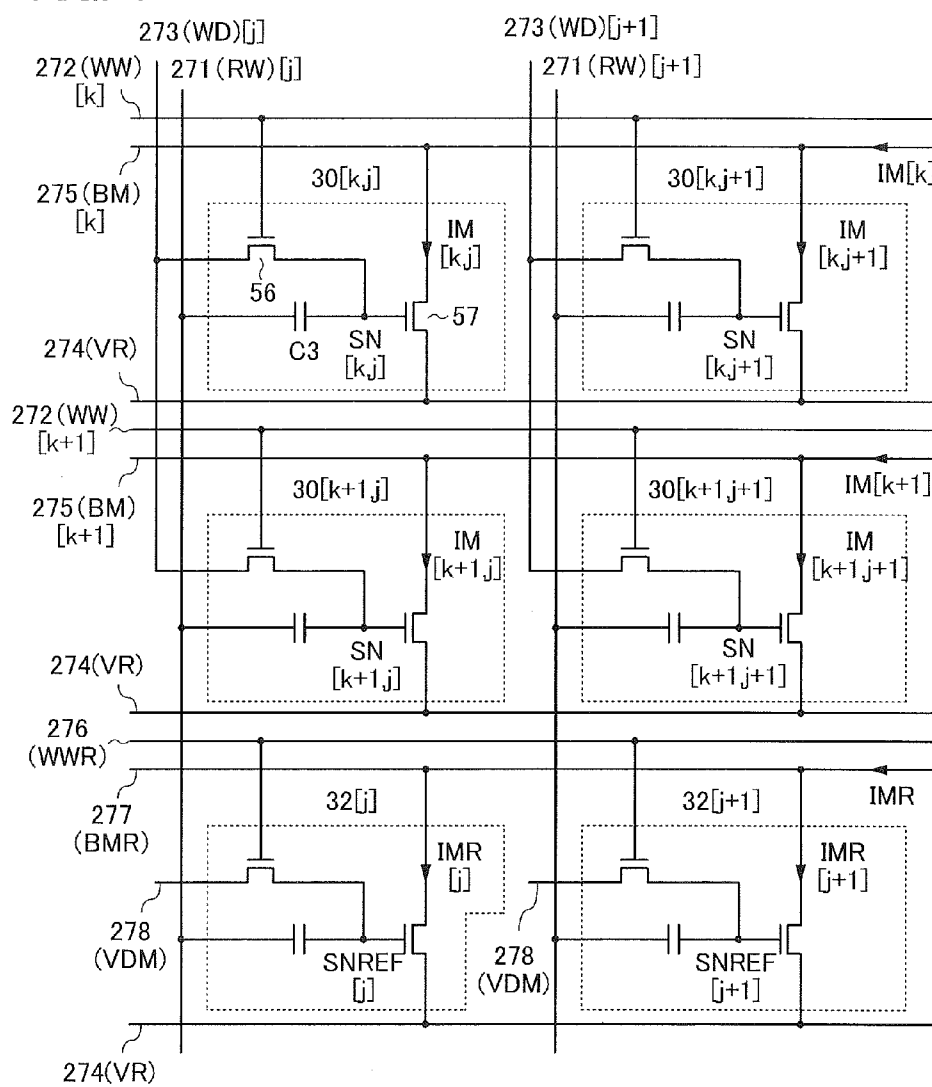 273(WD)[j]
273(WD)[j+1]
272(WW)
[k]
271(RW)[j]
271(RW)[j+1]
275(BM)
[k]
30[k,j]
30[k,j+1]
IM[k]
IM
[k,j]
IM
[k,j+1]
56
57
C3
SN
[k,j]
SN
[k,j+1]
274(VR)
272(WW)
[k+1]
275(BM)
[k+1]
30[k+1,j]
30[k+1,j+1]
IM[k+1]
IM
[k+1,j]
IM
[k+1,j+1]
SN
[k+1,j]
SN
[k+1,j+1]
274(VR)
276
(WWR)
277
(BMR)
32[j]
32[j+1]
IMR
IMR
[j]
IMR
[j+1]
278
(VDM)
278
(VDM)
SNREF
[j]
SNREF
[j+1]
274(VR)